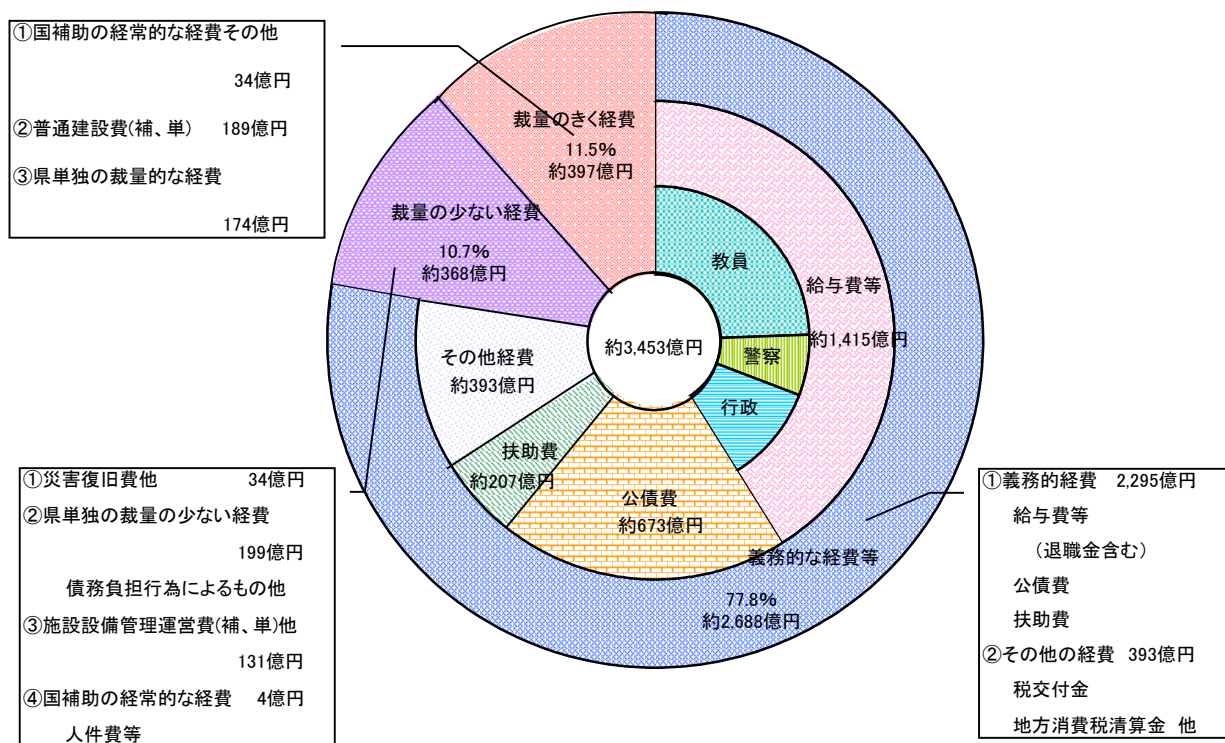 ①国補助の経常的な経費その他
34億円
②普通建設費(補、単) 189億円
③県単独の裁量的な経費
174億円
裁量のきく経費
11.5%
約397億円
裁量の少ない経費
10.7%
約368億円
教員
給与費等
約1,415億円
警察
行政
約3,453億円
その他経費
約393億円
扶助費
約207億円
公債費
約673億円
義務的な経費等
77.8%
約2,688億円
①災害復旧費他 34億円
②県単独の裁量の少ない経費
199億円
債務負担行為によるもの他
③施設設備管理運営費(補、単)他
131億円
④国補助の経常的な経費 4億円
人件費等
①義務的経費 2,295億円
給与費等
(退職金含む)
公債費
扶助費
②その他の経費 393億円
税交付金
地方消費税清算金 他